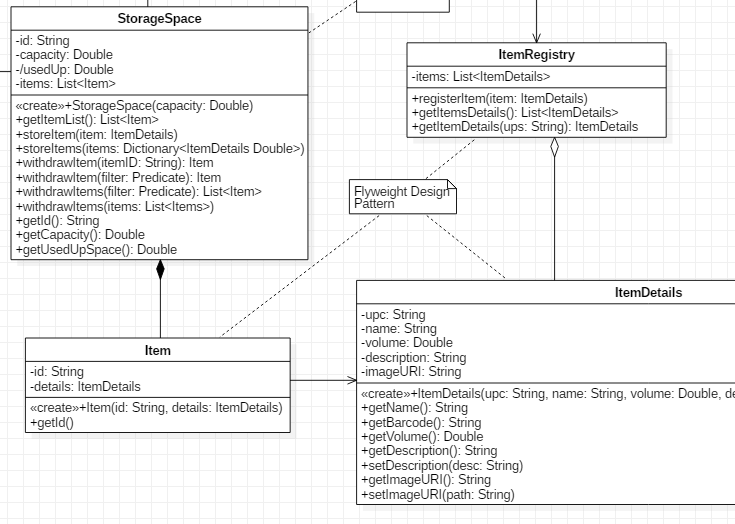 StorageSpace
-id: String
-capacity: Double
-/usedUp: Double
-items: List<Item>
«create»+StorageSpace(capacity: Double)
+getItemList(): List<Item>
+storeItem(item: ItemDetails)
+storeItems(items: Dictionary<ItemDetails Double>)
+withdrawItem(itemID: String): Item
+withdrawItem(filter: Predicate): Item
+withdrawItems(filter: Predicate): List<Item>
+withdrawItems(items: List<Items>)
+getId(): String
+getCapacity(): Double
+getUsedUpSpace(): Double
ItemRegistry
-items: List<ItemDetails>
+registerItem(item: ItemDetails)
+getItemsDetails(): List<ItemDetails>
+getItemDetails(ups: String): ItemDetails
Flyweight Design
Pattern
Item
-id: String
-details: ItemDetails
«create»+Item(id: String, details: ItemDetails)
+getId()
ItemDetails
-upc: String
-name: String
-volume: Double
-description: String
-imageURI: String
«create»+ItemDetails(upc: String, name: String, volume: Double, de
+getName(): String
+getBarcode(): String
+getVolume(): Double
+getDescription(): String
+setDescription(desc: String)
+getImageURI(): String
+setImageURI(path: String)